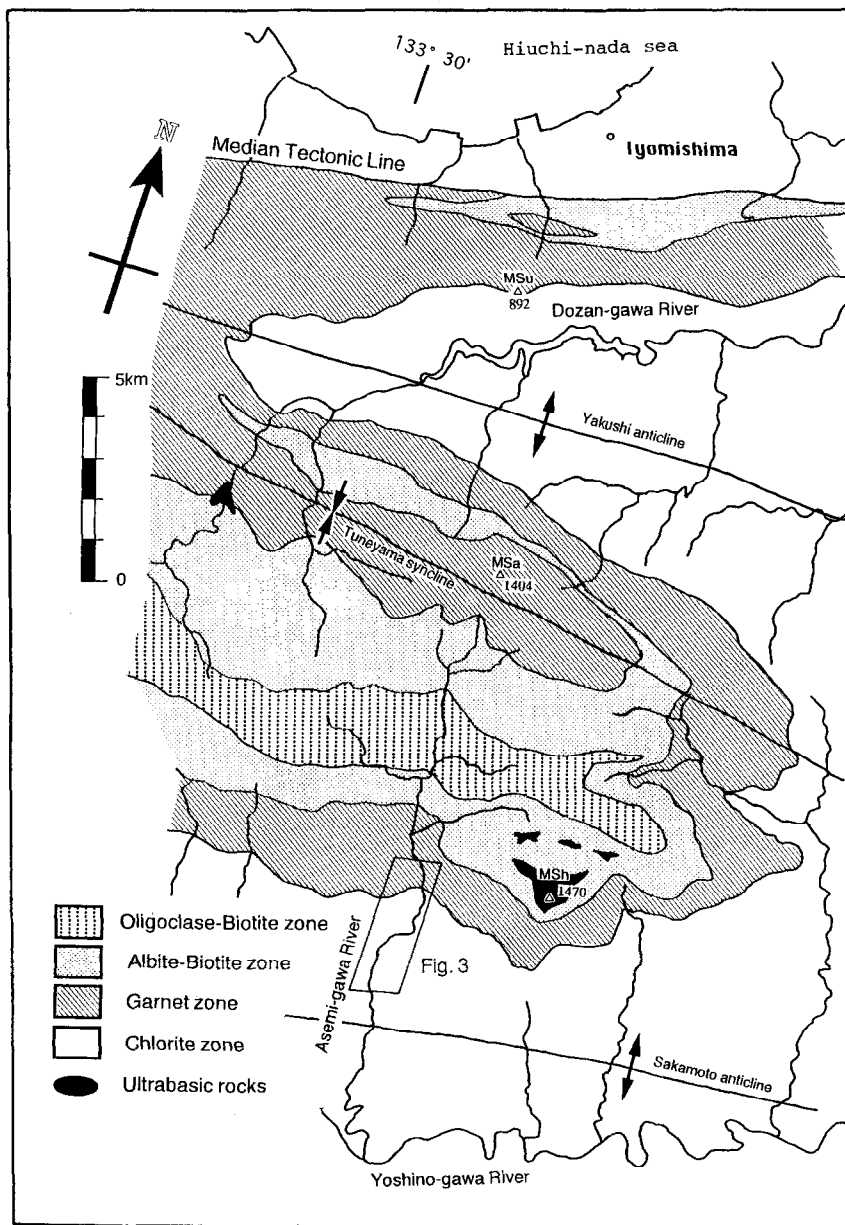 133° 30'
Hiuchi-nada sea
N
Iyomishima
Median Tectonic Line
MSu
892
Dozan-gawa River
5km
Yakushi anticline
Tuneyama syncline
MSa
1404
0
MSh
1470
Oligoclase-Biotite zone
Albite-Biotite zone
Garnet zone
Chlorite zone
Ultrabasic rocks
Asemi-gawa River
Fig. 3
Sakamoto anticline
Yoshino-gawa River